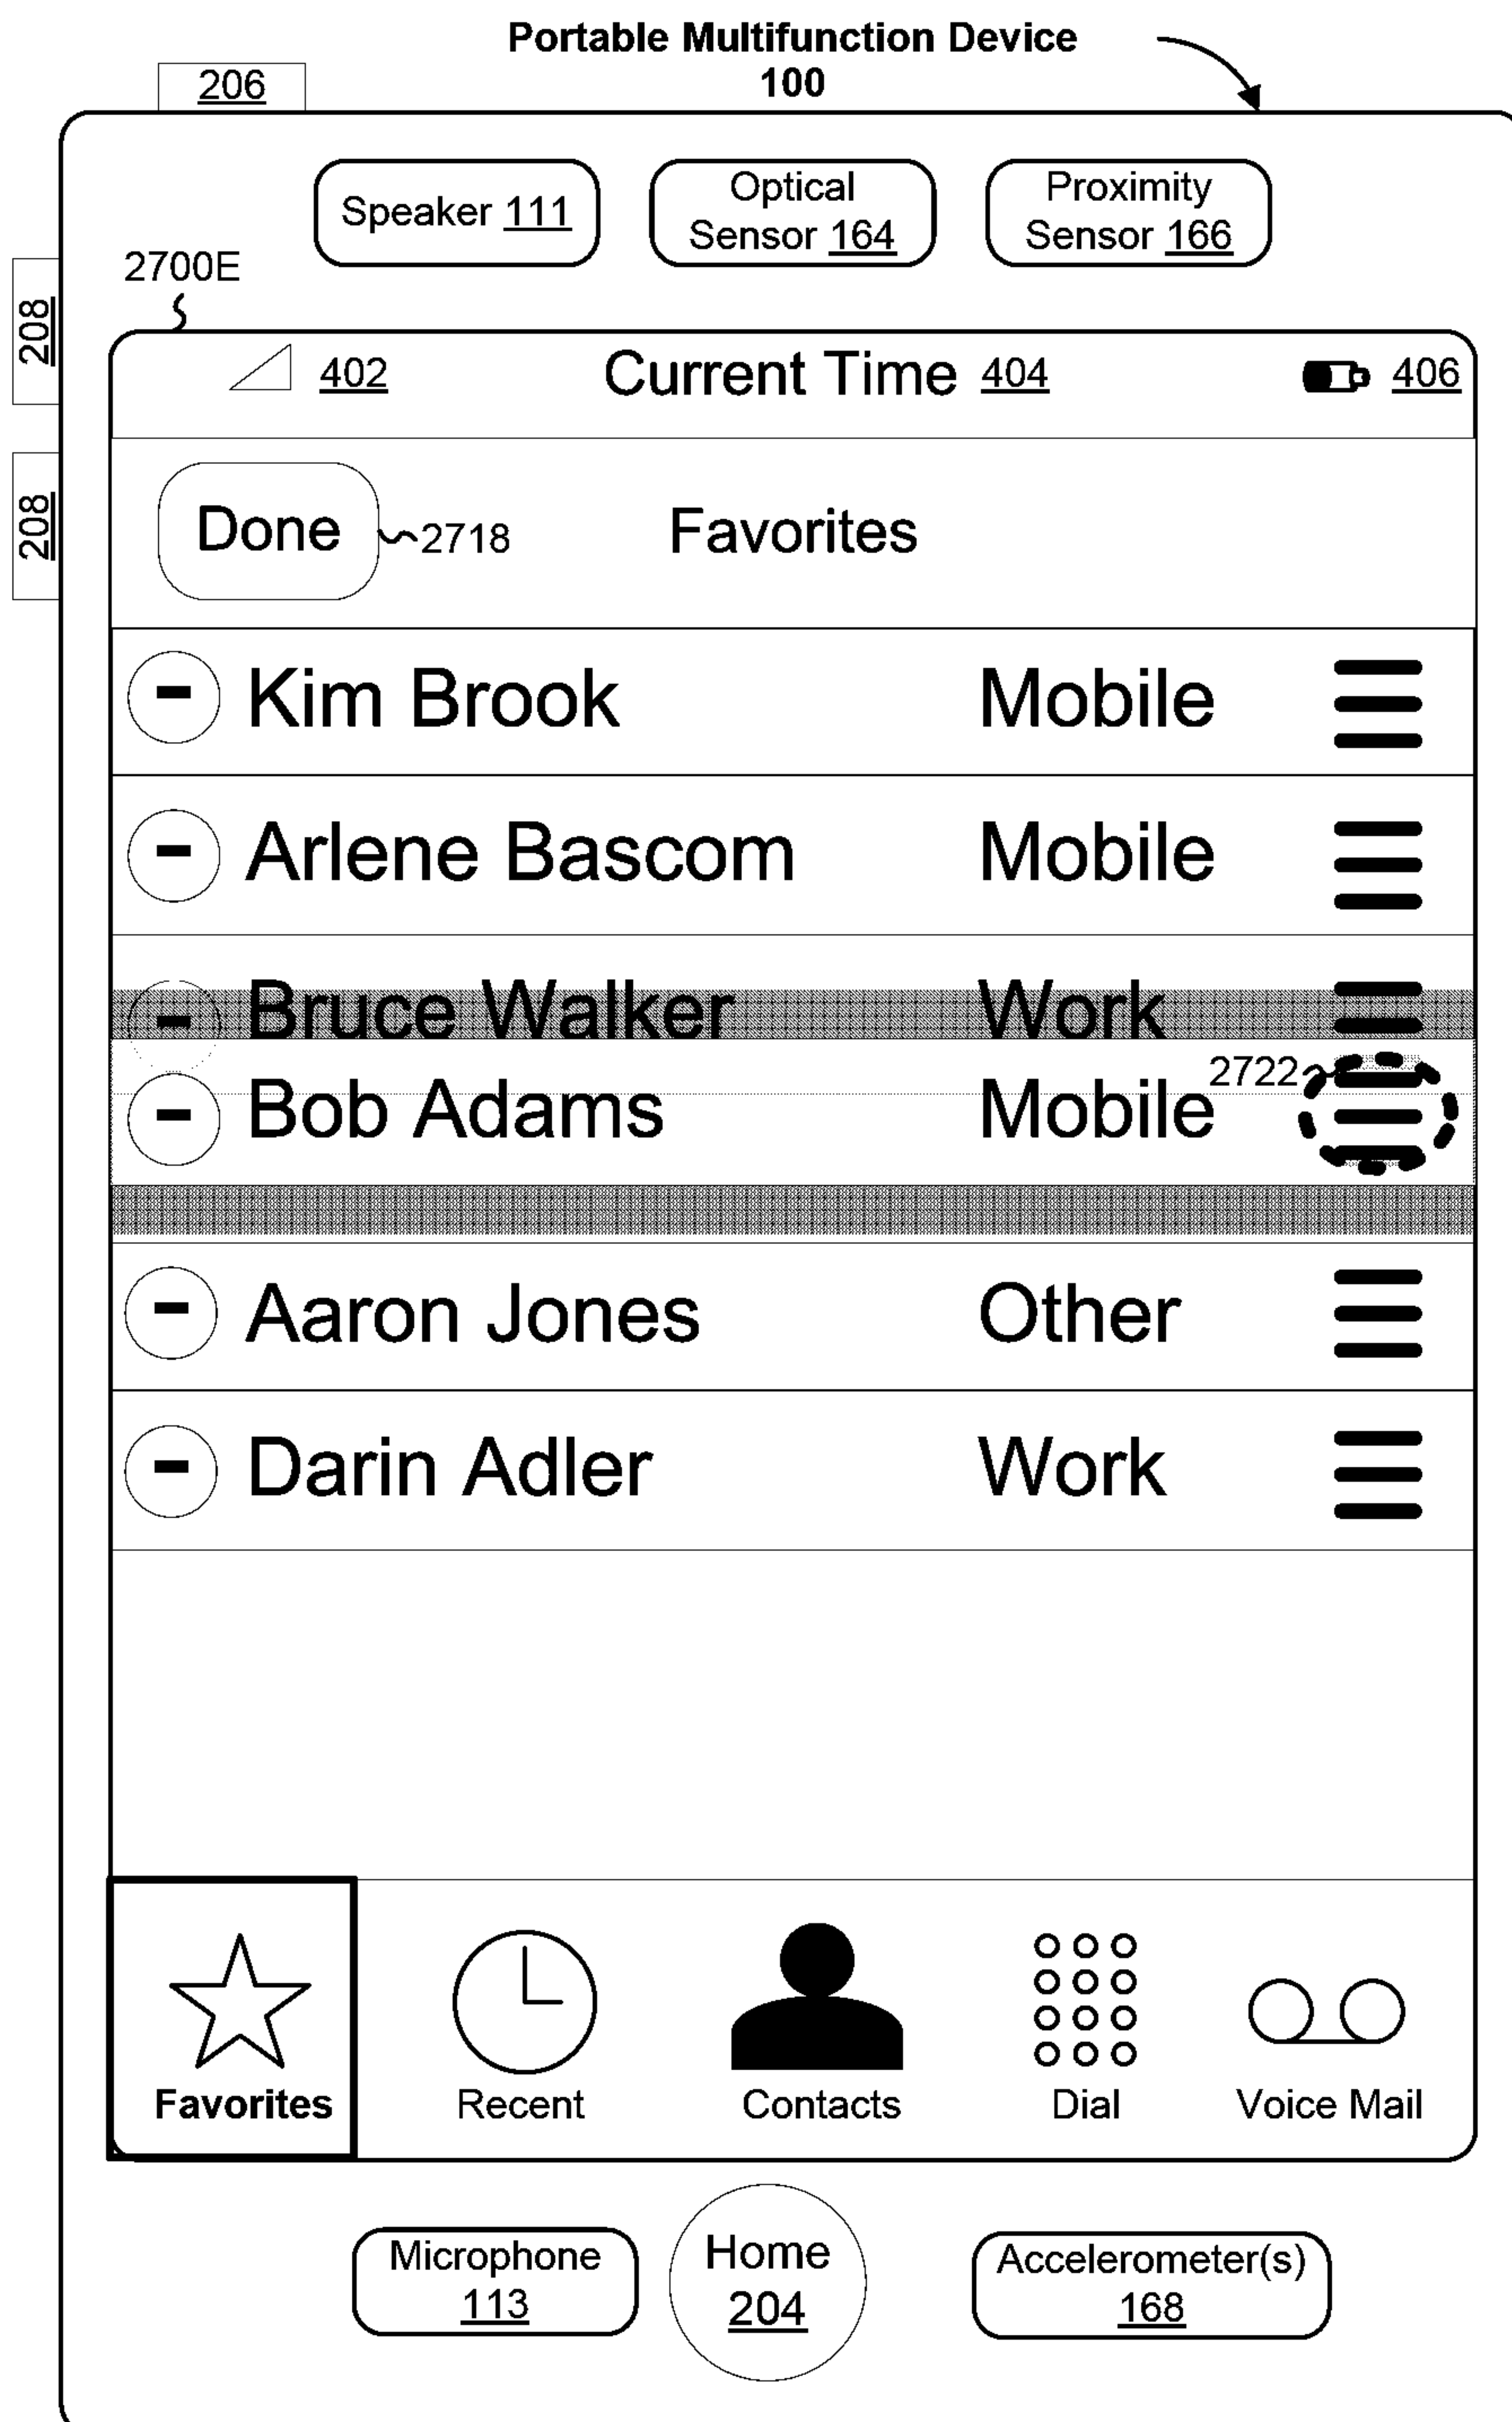 Portable Multifunction Device
100
206
Speaker 111
Optical
Sensor 164
Proximity
Sensor 166
2700E
208
402 Current Time 404 406
208
Done 2718 Favorites
Kim Brook Mobile
Arlene Bascom Mobile
Bruce Walker Work
2722
Bob Adams Mobile
Aaron Jones Other
Darin Adler Work
Favorites Recent Contacts Dial Voice Mail
Microphone
113
Home
204
Accelerometer(s)
168